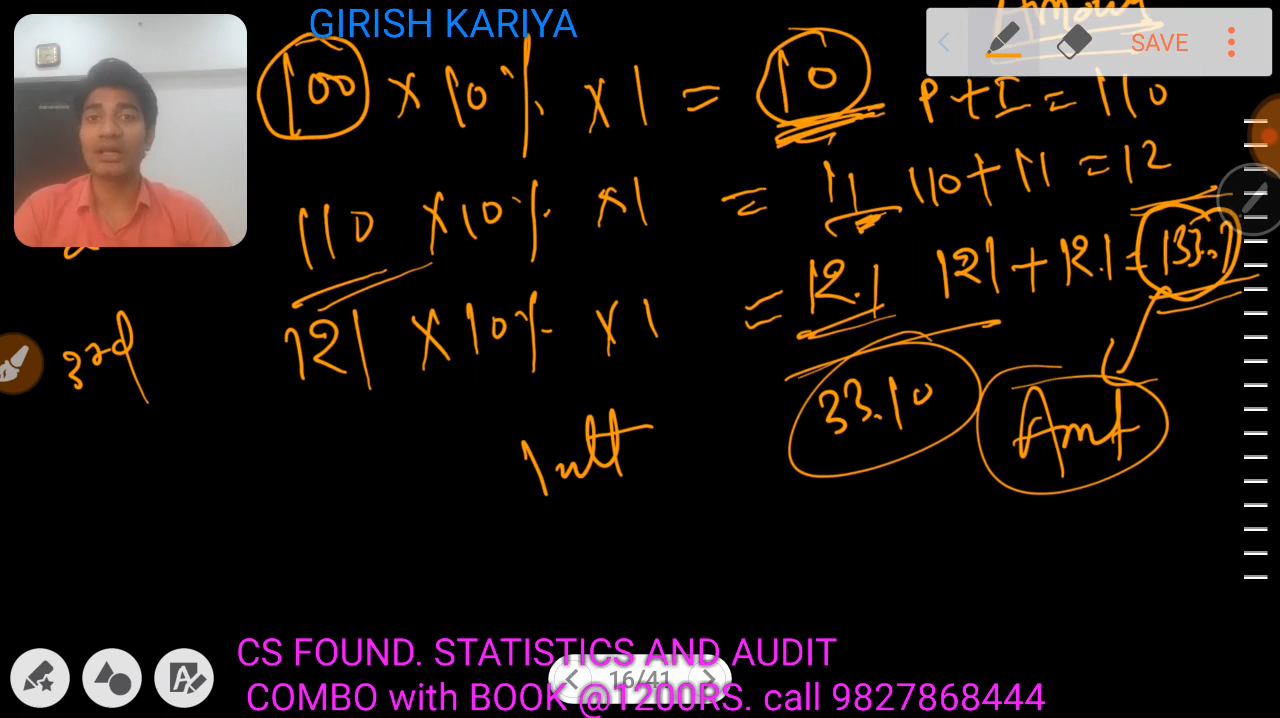 GIRISH KARIYA
SAVE
100 × 10% × 1 = 10 P + I = 110
110 × 10% × 1 = 11 110 + 11 = 12
3rd 121 × 10% × 1 = 12.1 121 + 12.1 = 133.1
33.10 Amt
CS FOUND. STATISTICS AND AUDIT
16/41
COMBO with BOOK @1200RS. call 9827868444